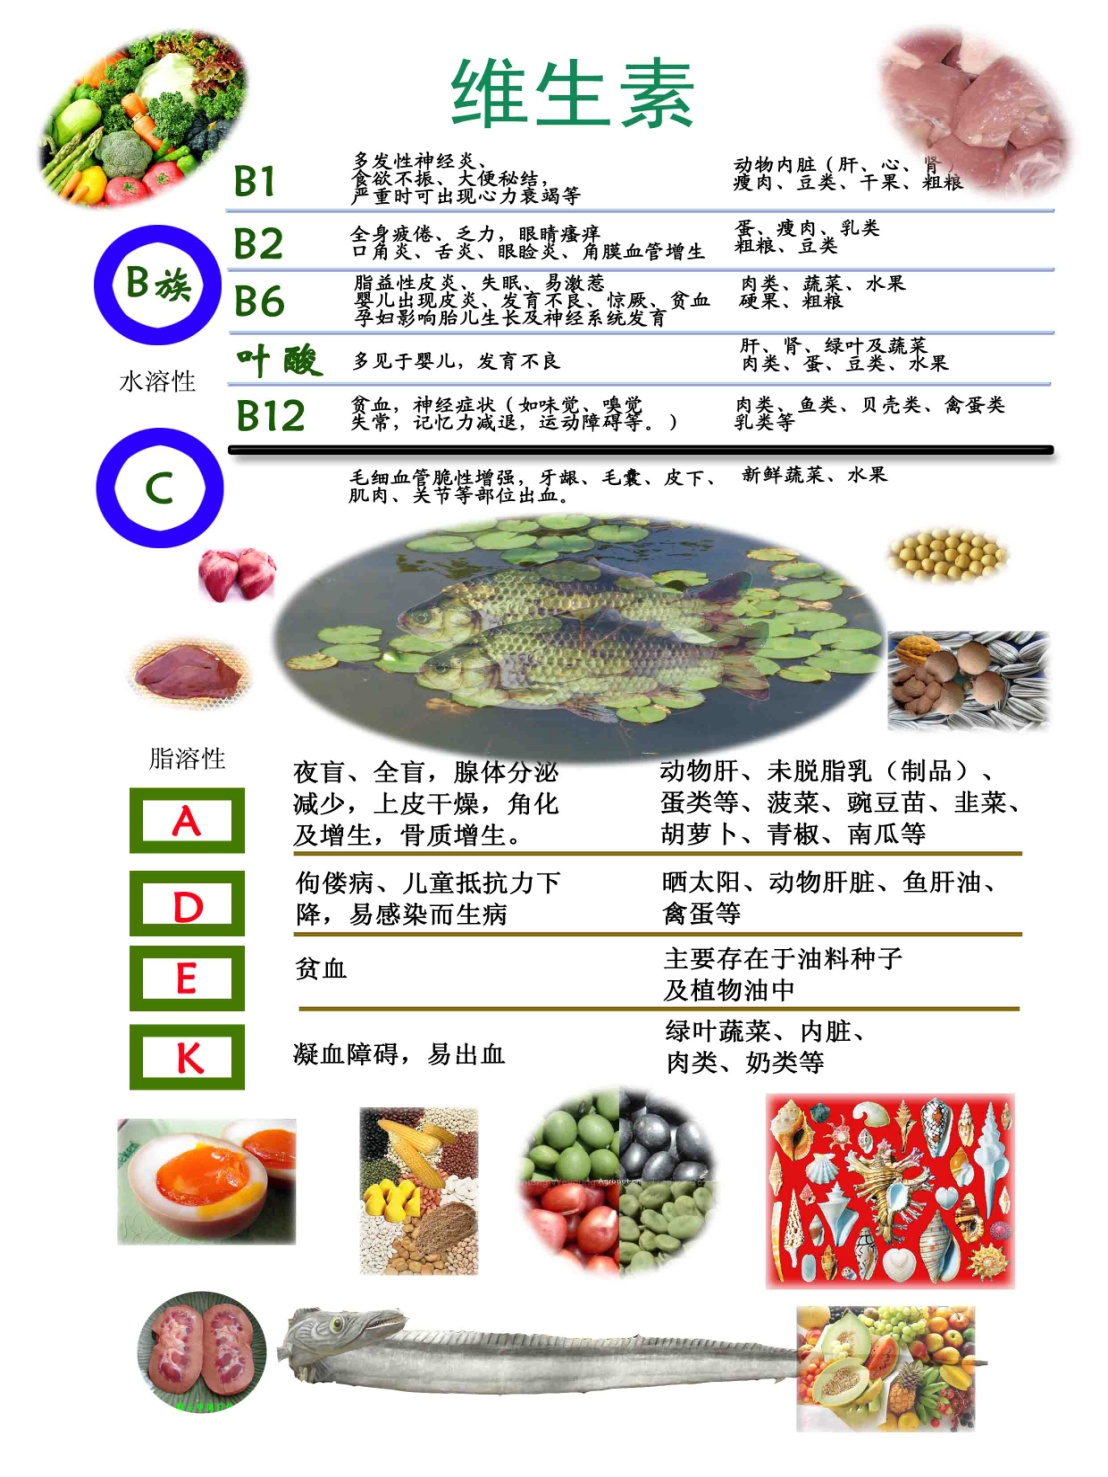 维生素
B1
多发性神经炎、
食欲不振、大便秘结，
严重时可出现心力衰竭等
动物内脏（肝、心、肾）
瘦肉、豆类、干果、粗粮
B族
水溶性
B2
全身疲倦、乏力，眼睛瘙痒
口角炎、舌炎、眼睑炎、角膜血管增生
蛋、瘦肉、乳类
粗粮、豆类
B6
脂益性皮炎、失眠、易激惹
婴儿出现皮炎、发育不良、惊厥、贫血
孕妇影响胎儿生长及神经系统发育
肉类、蔬菜、水果
硬果、粗粮
叶酸
多见于婴儿，发育不良
肝、肾、绿叶及蔬菜
肉类、蛋、豆类、水果
B12
贫血，神经症状（如味觉、嗅觉
失常，记忆力减退，运动障碍等。）
肉类、鱼类、贝壳类、禽蛋类
乳类等
C
毛细血管脆性增强，牙龈、毛囊、皮下、
肌肉、关节等部位出血。
新鲜蔬菜、水果
脂溶性
A
夜盲、全盲，腺体分泌
减少，上皮干燥，角化
及增生，骨质增生。
动物肝、未脱脂乳（制品）、
蛋类等、菠菜、豌豆苗、韭菜、
胡萝卜、青椒、南瓜等
D
佝偻病、儿童抵抗力下
降，易感染而生病
晒太阳、动物肝脏、鱼肝油、
禽蛋等
E
贫血
主要存在于油料种子
及植物油中
K
凝血障碍，易出血
绿叶蔬菜、内脏、
肉类、奶类等